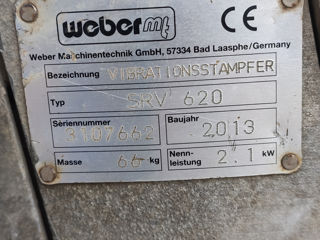 weber mt CE
Weber Maschinentechnik GmbH, 57334 Bad Laasphe/Germany
Bezeichnung VIBRATIONSSTAMPFER
Typ SRV 620
Seriennummer Baujahr
3107662 2013
Masse 66 kg Nenn-leistung 2.1 kW